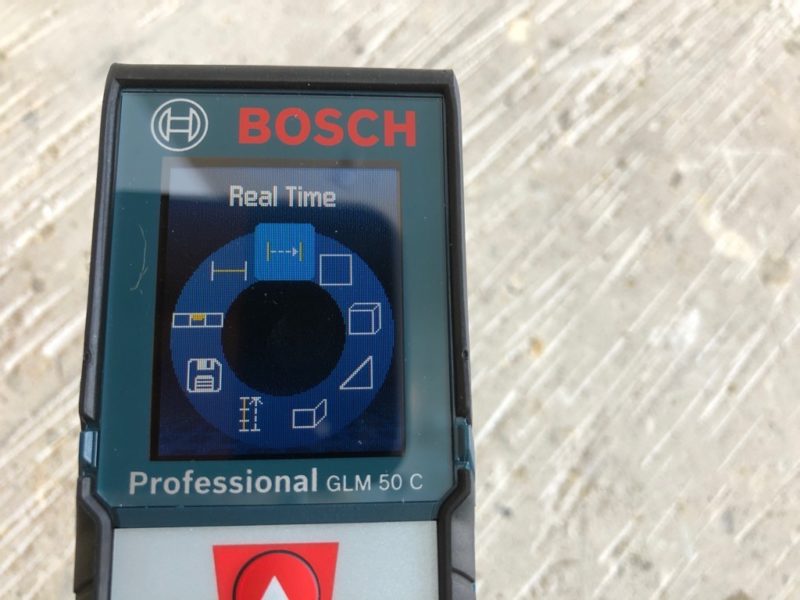 BOSCH
Real Time
Professional GLM 50 C